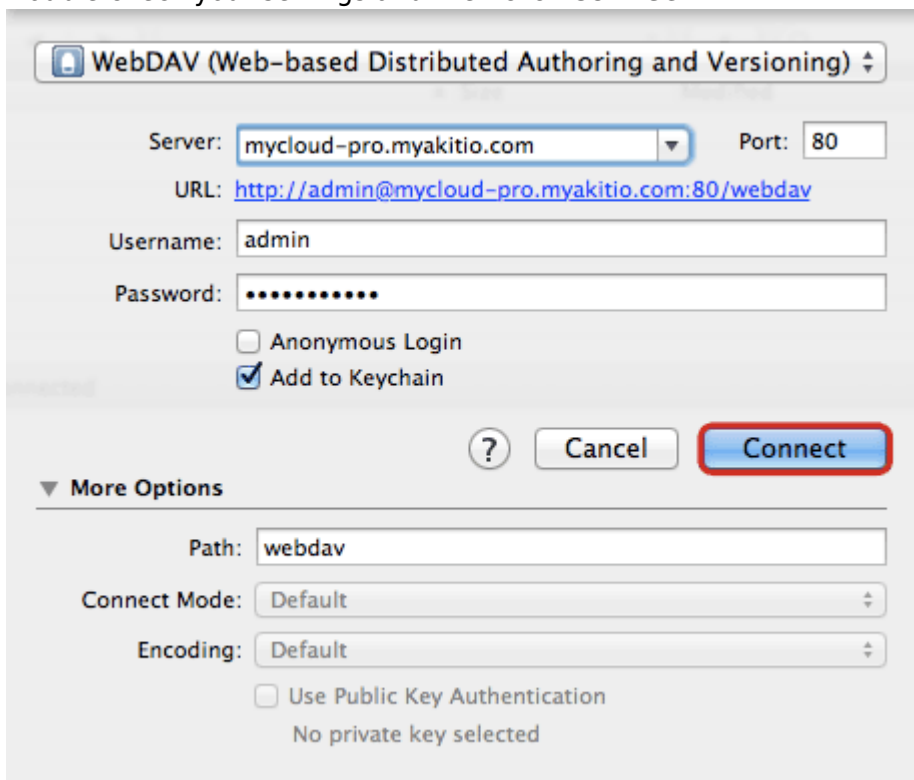 WebDAV (Web-based Distributed Authoring and Versioning)
Server: mycloud-pro.myakitio.com Port: 80
URL: http://admin@mycloud-pro.myakitio.com:80/webdav
Username: admin
Password: •••••••••••
Anonymous Login
Add to Keychain
? Cancel Connect
More Options
Path: webdav
Connect Mode: Default
Encoding: Default
Use Public Key Authentication
No private key selected